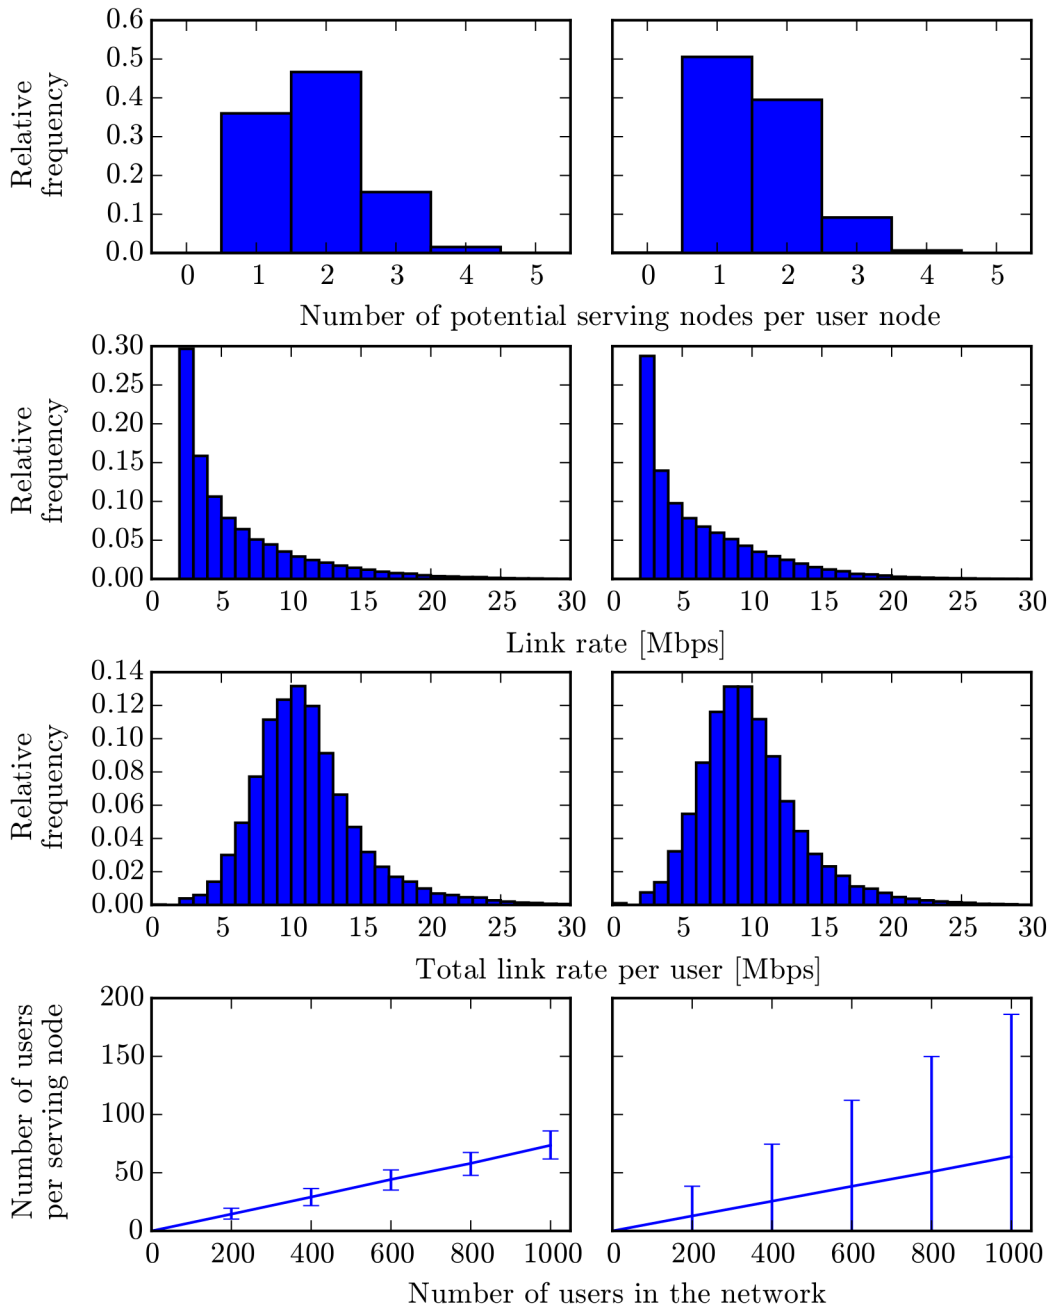 Relative
frequency
0.6
0.5
0.4
0.3
0.2
0.1
0.0
0 1 2 3 4 5
0 1 2 3 4 5
Number of potential serving nodes per user node
Relative
frequency
0.30
0.25
0.20
0.15
0.10
0.05
0.00
0 5 10 15 20 25 30
0 5 10 15 20 25 30
Link rate [Mbps]
Relative
frequency
0.14
0.12
0.10
0.08
0.06
0.04
0.02
0.00
0 5 10 15 20 25 30
0 5 10 15 20 25 30
Total link rate per user [Mbps]
Number of users
per serving node
200
150
100
50
0
0 200 400 600 800 1000
0 200 400 600 800 1000
Number of users in the network